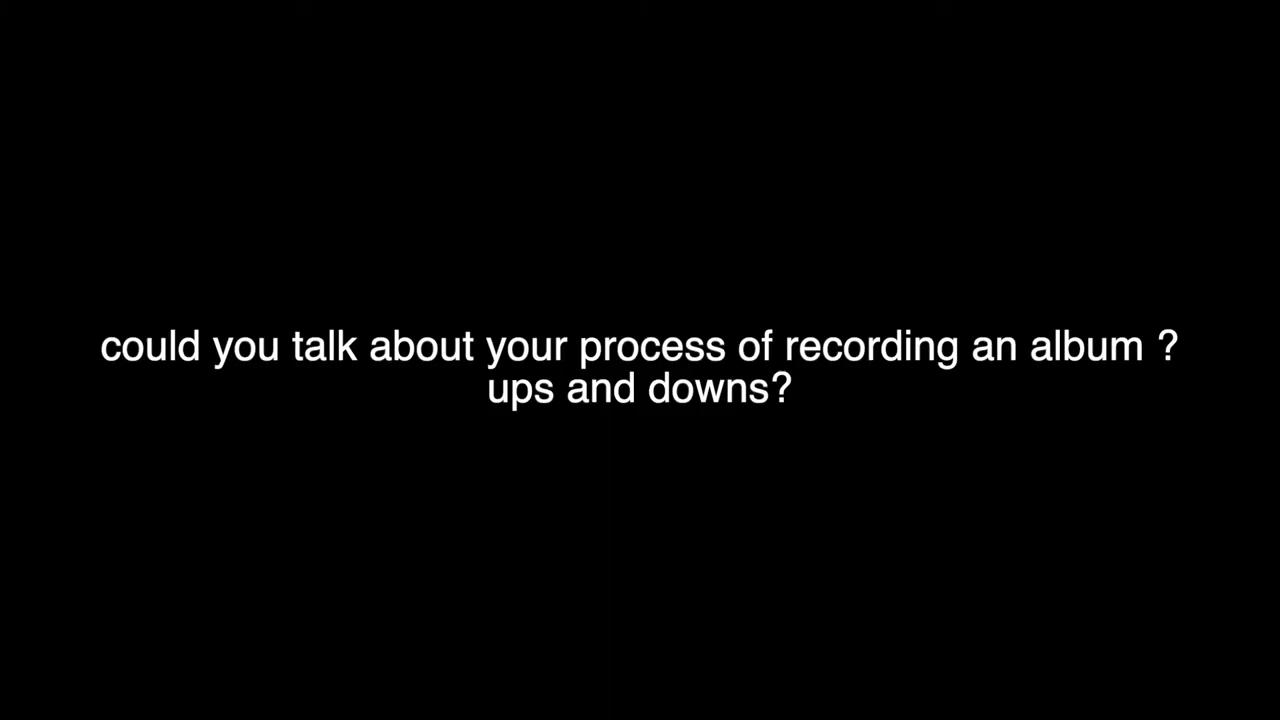 could you talk about your process of recording an album ?
ups and downs?